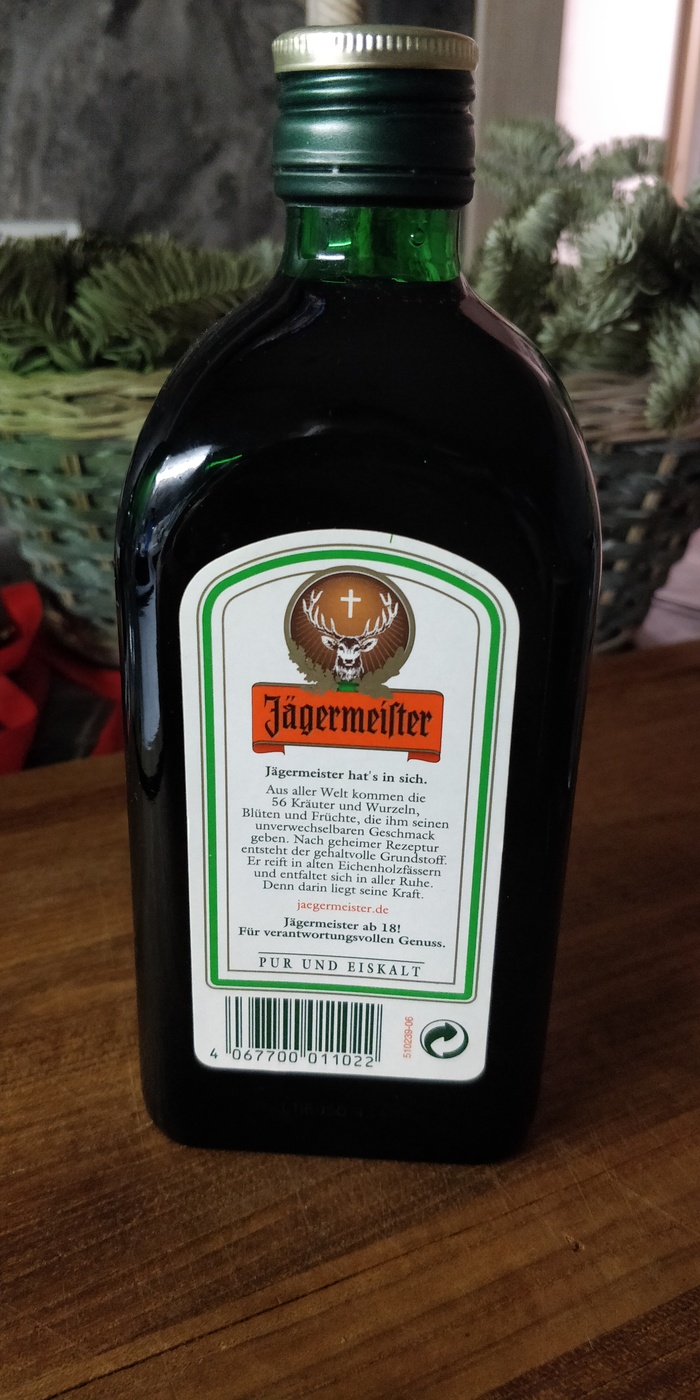 Jägermeiſter
Jägermeister hat's in sich.
Aus aller Welt kommen die
56 Kräuter und Wurzeln,
Blüten und Früchte, die ihm seinen
unverwechselbaren Geschmack
geben. Nach geheimer Rezeptur
entsteht der gehaltvolle Grundstoff.
Er reift in alten Eichenholzfässern
und entfaltet sich in aller Ruhe.
Denn darin liegt seine Kraft.
jaegermeister.de
Jägermeister ab 18!
Für verantwortungsvollen Genuss.
PUR UND EISKALT
4 067700 011022
510239-06